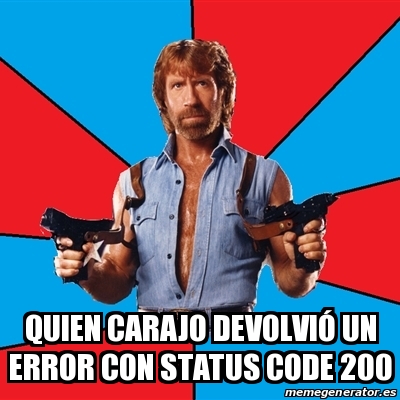 QUIEN CARAJO DEVOLVIÓ UN
ERROR CON STATUS CODE 200
memegenerator.es